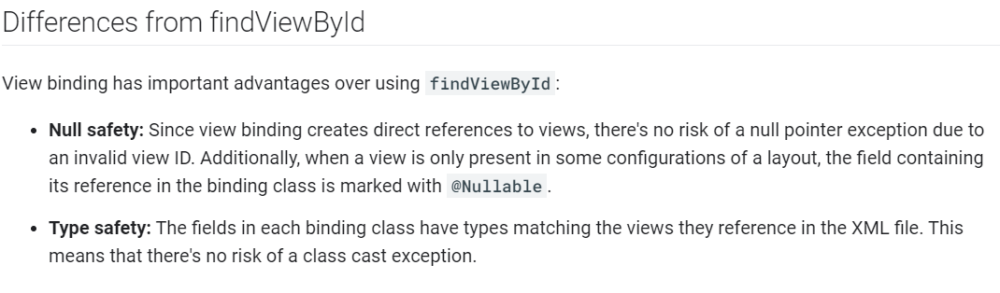 Differences from findViewById
View binding has important advantages over using findViewById:
• Null safety: Since view binding creates direct references to views, there's no risk of a null pointer exception due to
an invalid view ID. Additionally, when a view is only present in some configurations of a layout, the field containing
its reference in the binding class is marked with @Nullable.
• Type safety: The fields in each binding class have types matching the views they reference in the XML file. This
means that there's no risk of a class cast exception.